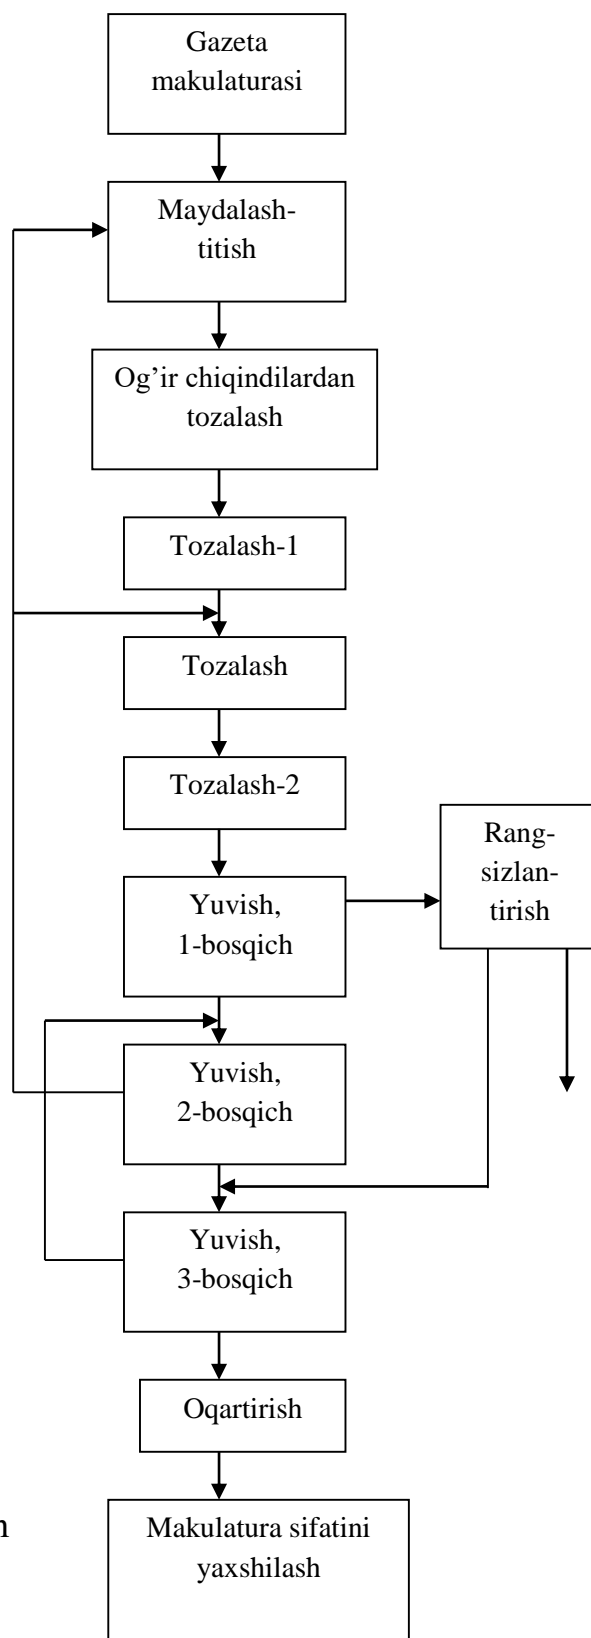 Gazeta
makulaturasi
Maydalash-
titish
Og’ir chiqindilardan
tozalash
Tozalash-1
Tozalash
Tozalash-2
Rang-
sizlan-
tirish
Yuvish,
1-bosqich
Yuvish,
2-bosqich
Yuvish,
3-bosqich
Oqartirish
Makulatura sifatini
yaxshilash